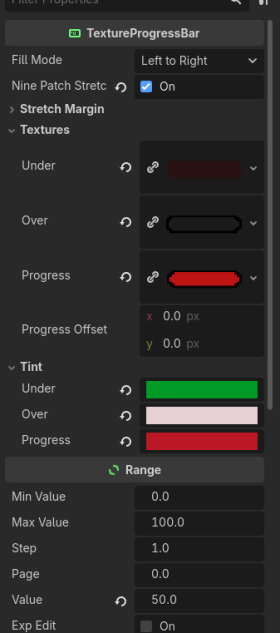 Filter Properties
TextureProgressBar
Fill Mode Left to Right
Nine Patch Stretc On
Stretch Margin
Textures
Under
Over
Progress
Progress Offset
x 0.0 px
y 0.0 px
Tint
Under
Over
Progress
Range
Min Value 0.0
Max Value 100.0
Step 1.0
Page 0.0
Value 50.0
Exp Edit On